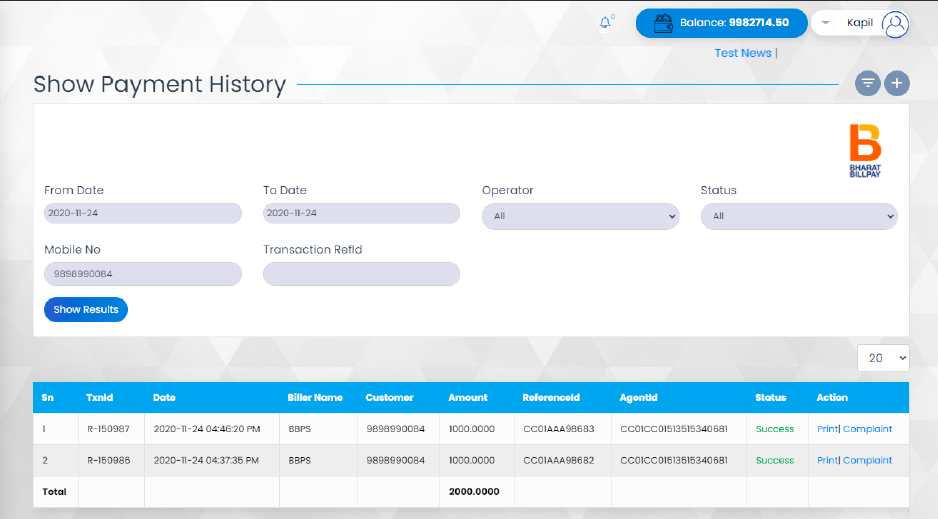 0
Balance: 9982714.50
Kapil
Test News |
Show Payment History
B
BHARAT
BILLPAY
From Date To Date Operator Status
2020-11-24 2020-11-24 All All
Mobile No Transaction RefId
9898990084
Show Results
20
Sn TxnId Date Biller Name Customer Amount ReferenceId AgentId Status Action
1 R-150987 2020-11-24 04:46:20 PM BBPS 9898990084 1000.0000 CC01AAA98683 CC01CC01513515340681 Success Print| Complaint
2 R-150986 2020-11-24 04:37:35 PM BBPS 9898990084 1000.0000 CC01AAA98682 CC01CC01513515340681 Success Print| Complaint
Total 2000.0000